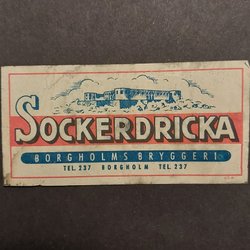 SOCKERDRICKA
BORGHOLMS BRYGGERI
TEL. 237 BORGHOLM TEL. 237